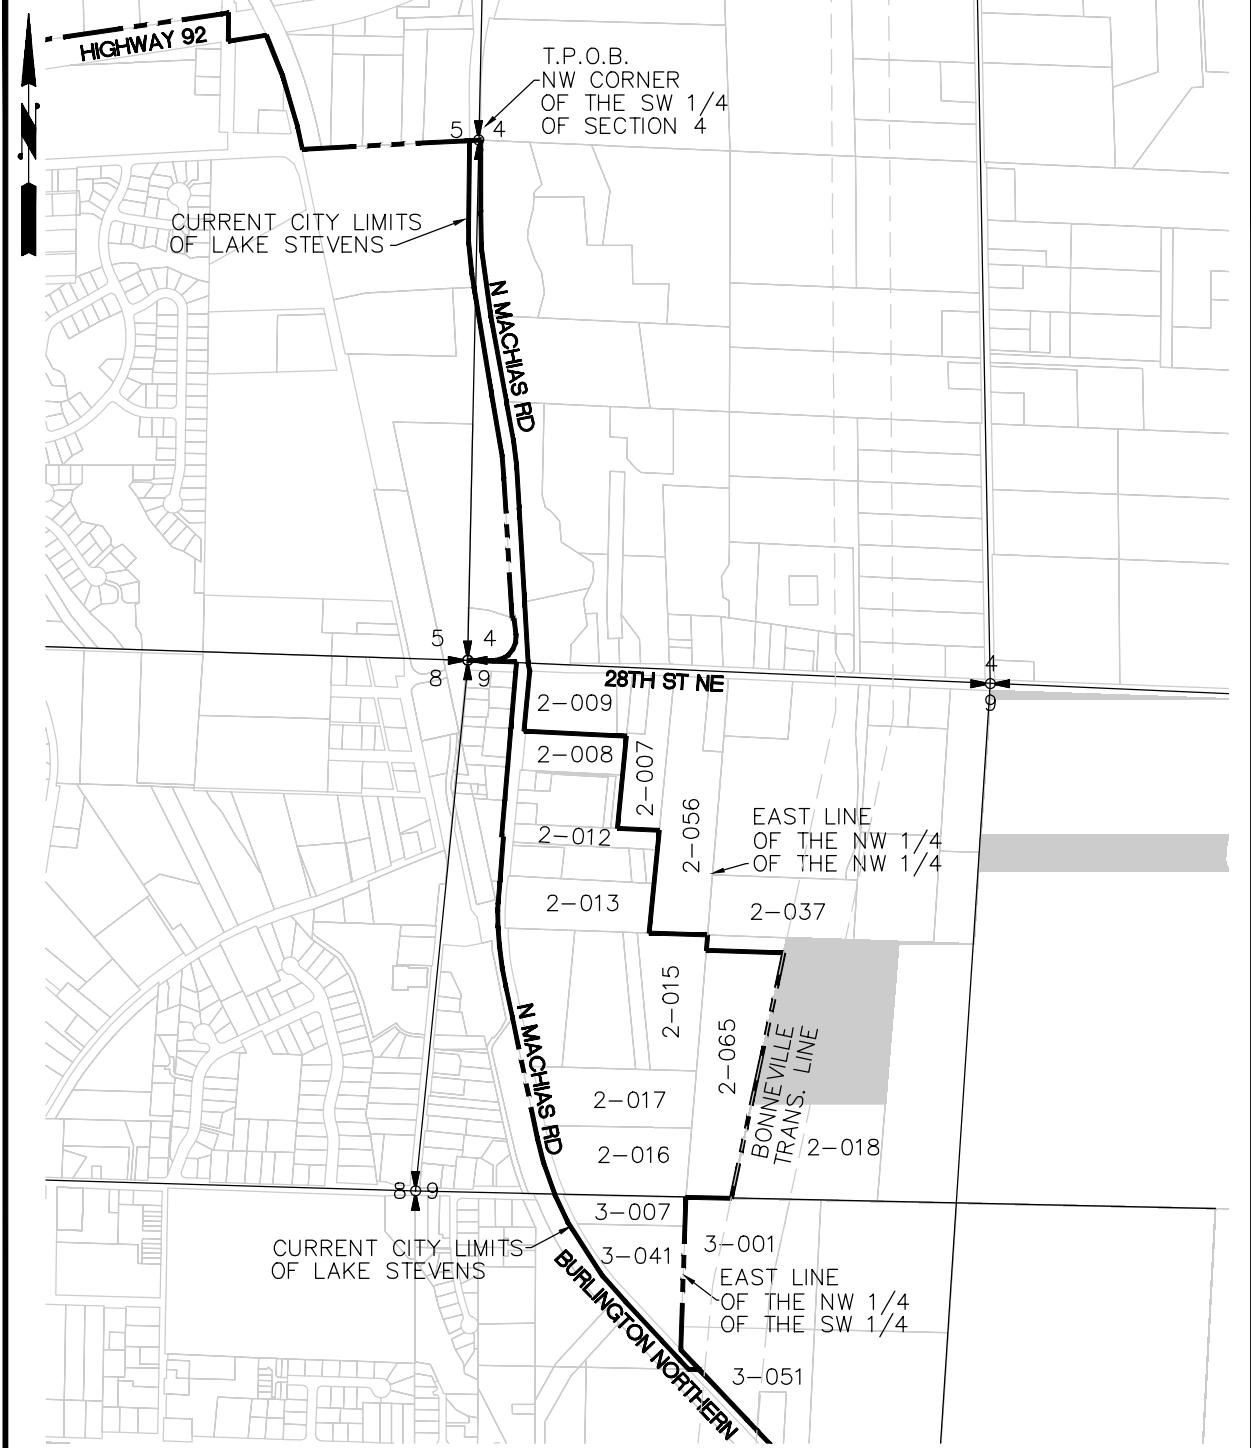 HIGHWAY 92
N
T.P.O.B.
NW CORNER
OF THE SW 1/4
OF SECTION 4
5
4
CURRENT CITY LIMITS
OF LAKE STEVENS
N MACHIAS RD
5
4
8
9
4
9
28TH ST NE
2-009
2-008
2-007
2-012
2-056
EAST LINE
OF THE NW 1/4
OF THE NW 1/4
2-013
2-037
2-015
2-065
N MACHIAS RD
BONNEVILLE
TRANS. LINE
2-017
2-016
2-018
8
9
3-007
CURRENT CITY LIMITS
OF LAKE STEVENS
3-041
3-001
EAST LINE
OF THE NW 1/4
OF THE SW 1/4
BURLINGTON NORTHERN
3-051